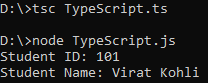 D:\>tsc TypeScript.ts
D:\>node TypeScript.js
Student ID: 101
Student Name: Virat Kohli